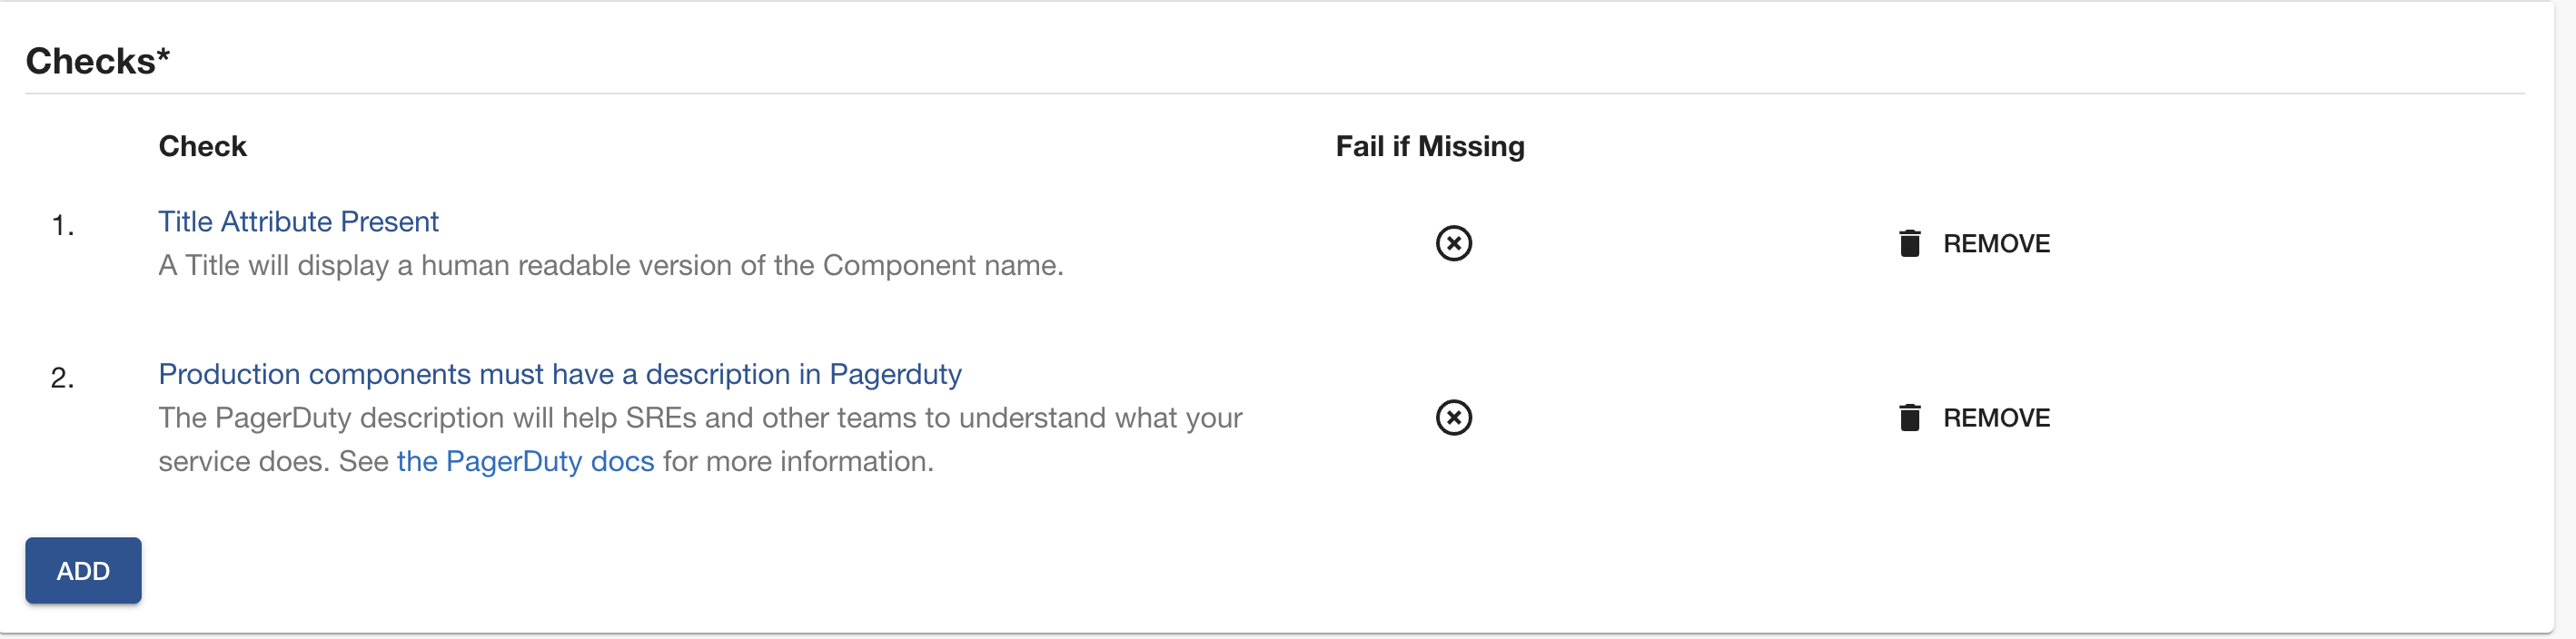 Checks*
Check Fail if Missing
1. Title Attribute Present
A Title will display a human readable version of the Component name.
REMOVE
2. Production components must have a description in Pagerduty
The PagerDuty description will help SREs and other teams to understand what your
service does. See the PagerDuty docs for more information.
REMOVE
ADD